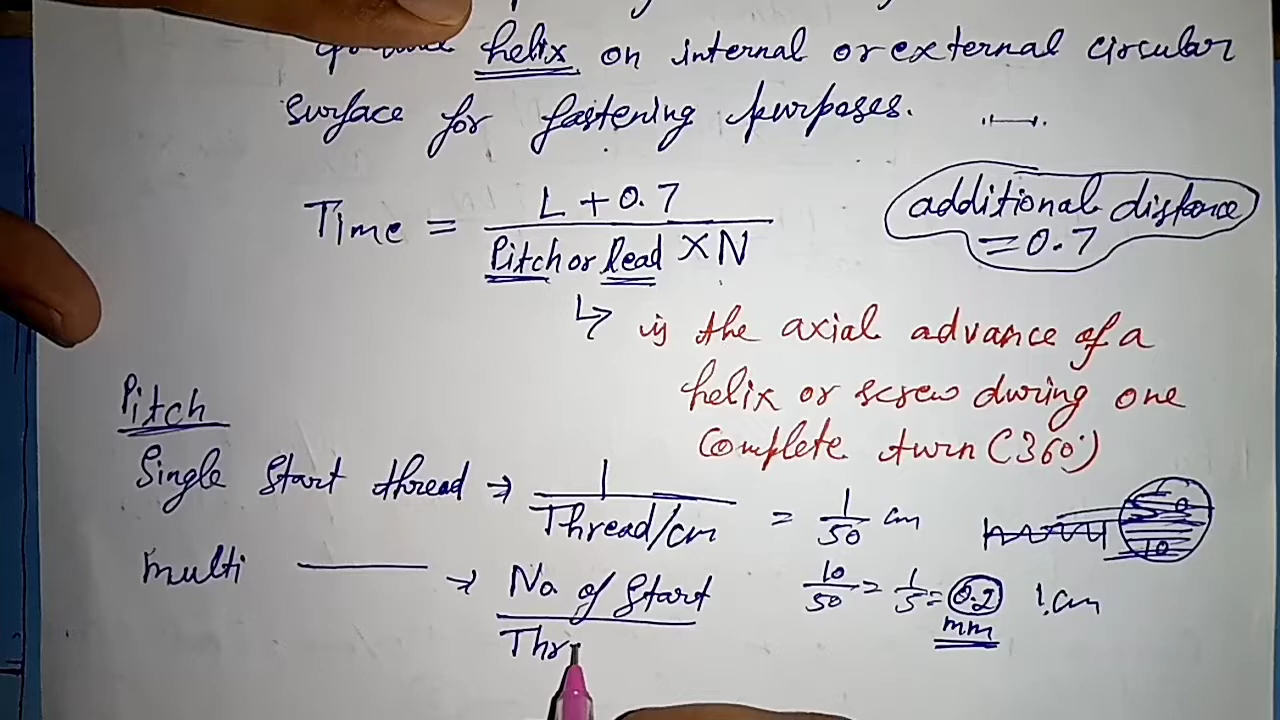 helix on internal or external circular
surface for fastening purposes.
Time = L + 0.7 / Pitch or lead × N
additional distance
= 0.7
↳ is the axial advance of a
helix or screw during one
complete turn (360°)
Pitch
Single start thread → 1 / Thread/cm = 1/50 cm
10
multi —— → No. of start / Thr
10/50 = 1/5 = 0.2 mm
1 cm